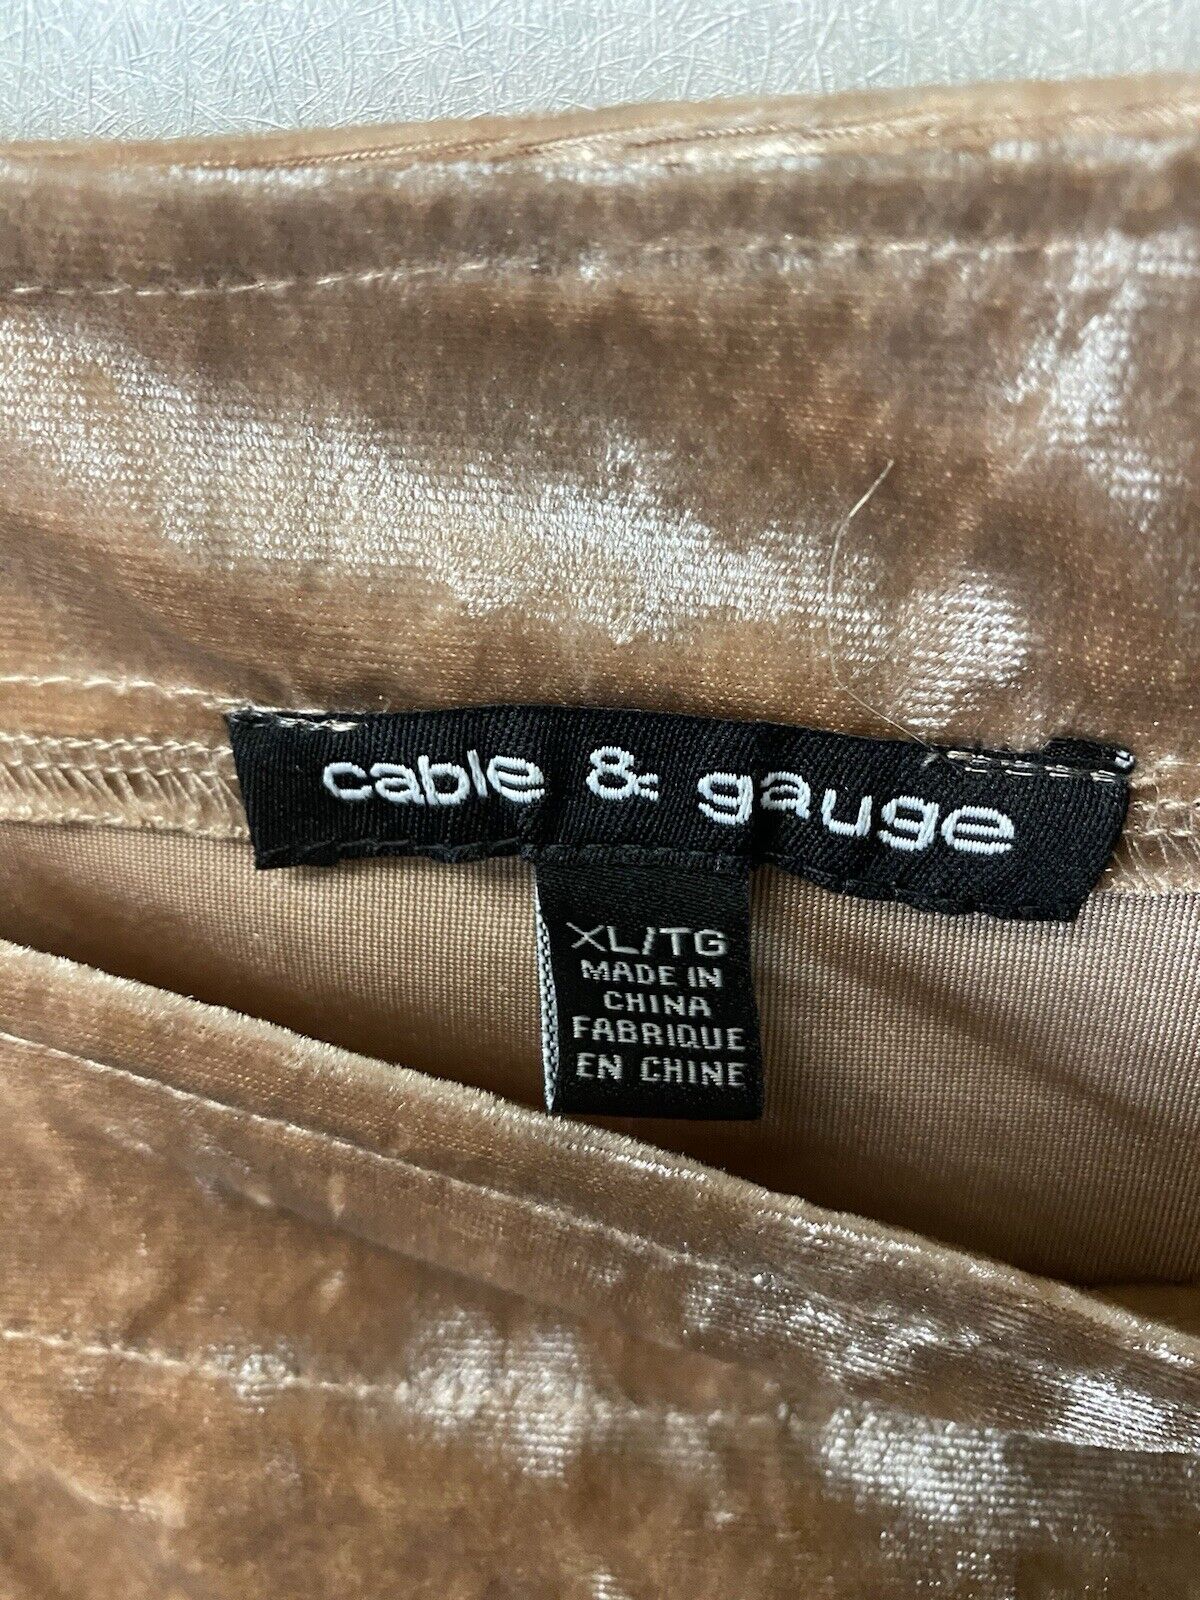 cable & gauge
XL/TG
MADE IN
CHINA
FABRIQUE
EN CHINE